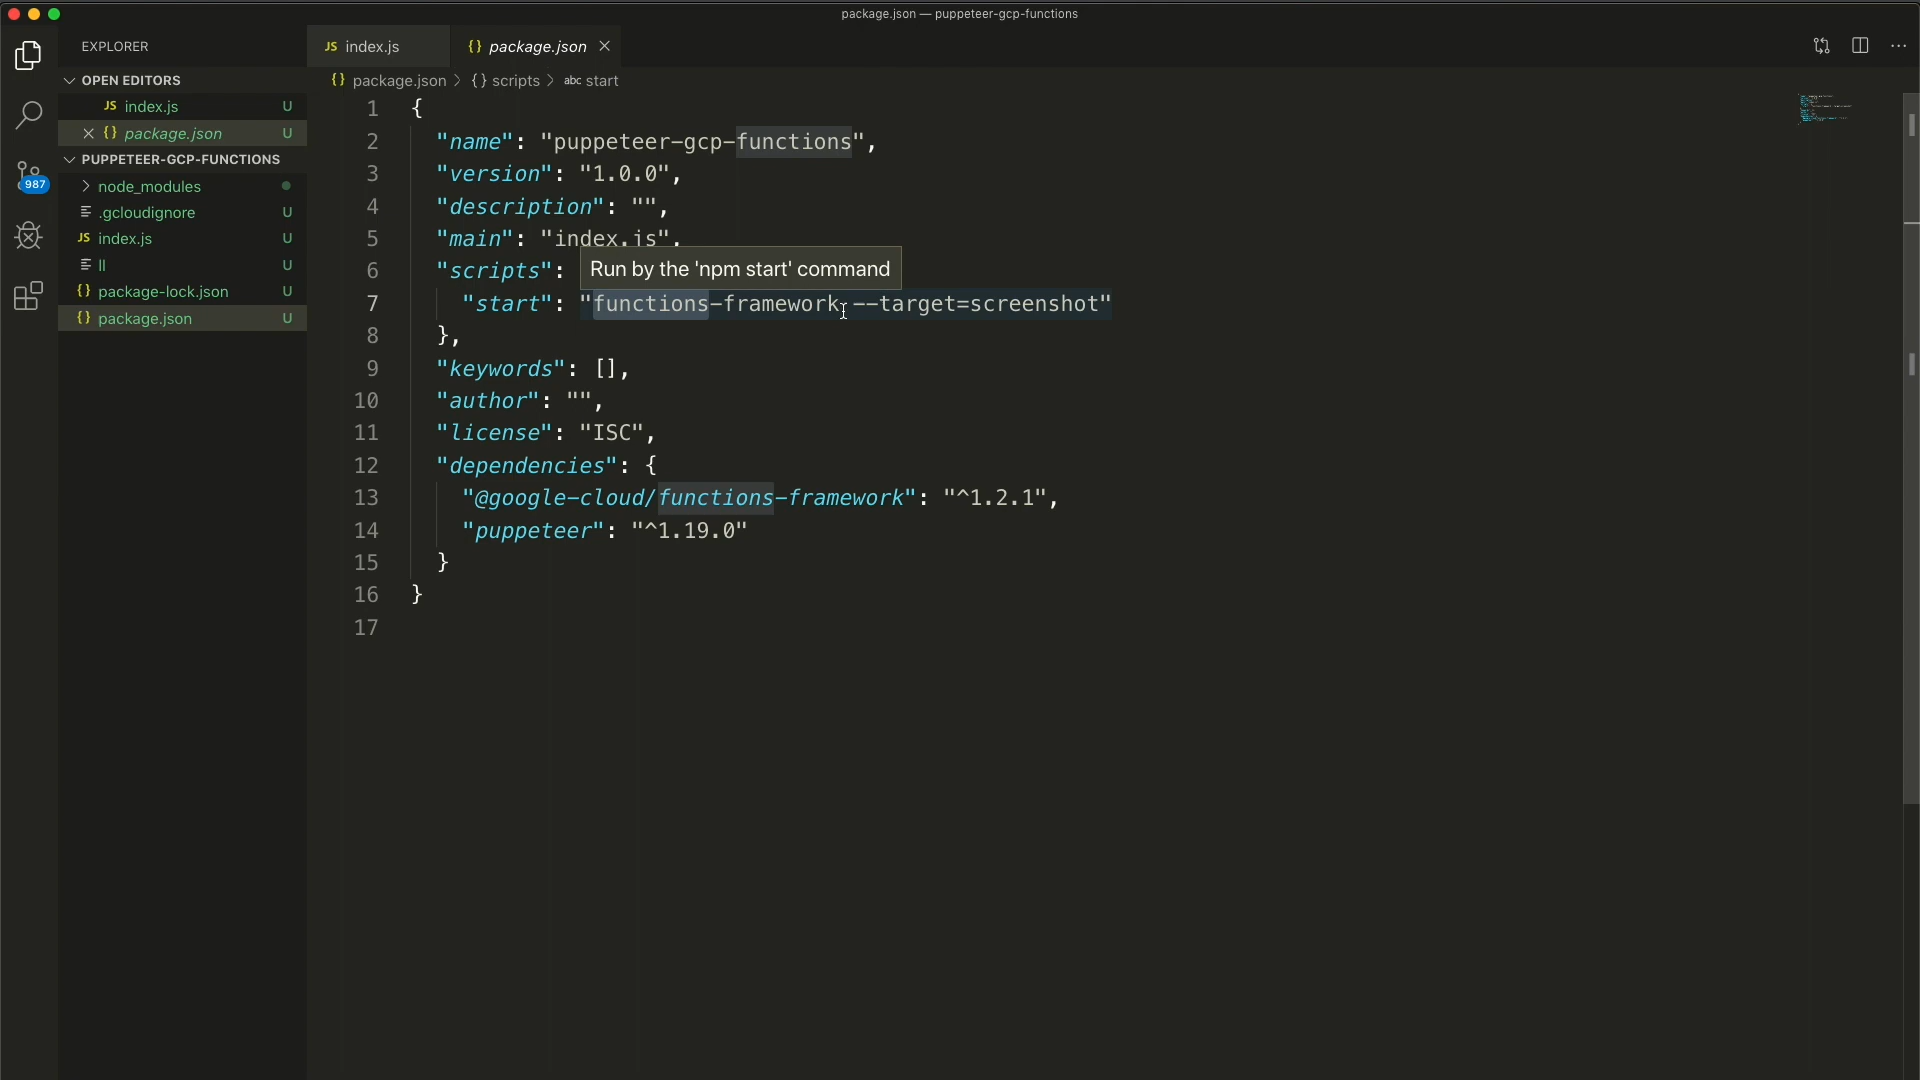 package.json — puppeteer-gcp-functions
EXPLORER
OPEN EDITORS
JS index.js U
{} package.json U
PUPPETEER-GCP-FUNCTIONS
node_modules
.gcloudignore U
JS index.js U
ll U
{} package-lock.json U
{} package.json U
987
JS index.js
{} package.json
{} package.json > {} scripts > abc start
1 {
2 "name": "puppeteer-gcp-functions",
3 "version": "1.0.0",
4 "description": "",
5 "main": "index.js",
6 "scripts":
Run by the 'npm start' command
7 "start": "functions-framework --target=screenshot"
8 },
9 "keywords": [],
10 "author": "",
11 "license": "ISC",
12 "dependencies": {
13 "@google-cloud/functions-framework": "^1.2.1",
14 "puppeteer": "^1.19.0"
15 }
16 }
17